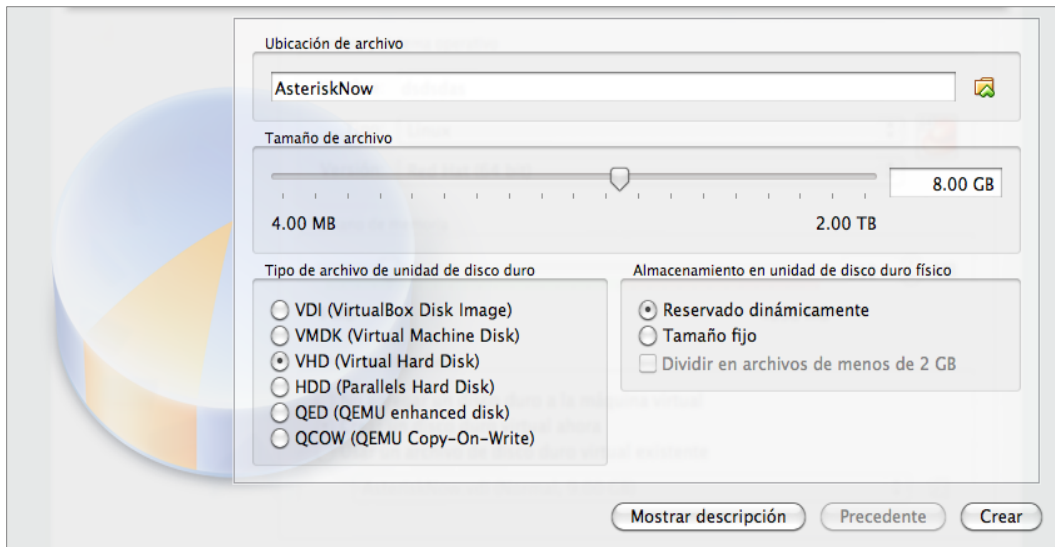 Ubicación de archivo
AsteriskNow
Tamaño de archivo
8.00 GB
4.00 MB 2.00 TB
Tipo de archivo de unidad de disco duro
VDI (VirtualBox Disk Image)
VMDK (Virtual Machine Disk)
VHD (Virtual Hard Disk)
HDD (Parallels Hard Disk)
QED (QEMU enhanced disk)
QCOW (QEMU Copy-On-Write)
Almacenamiento en unidad de disco duro físico
Reservado dinámicamente
Tamaño fijo
Dividir en archivos de menos de 2 GB
Mostrar descripción Precedente Crear